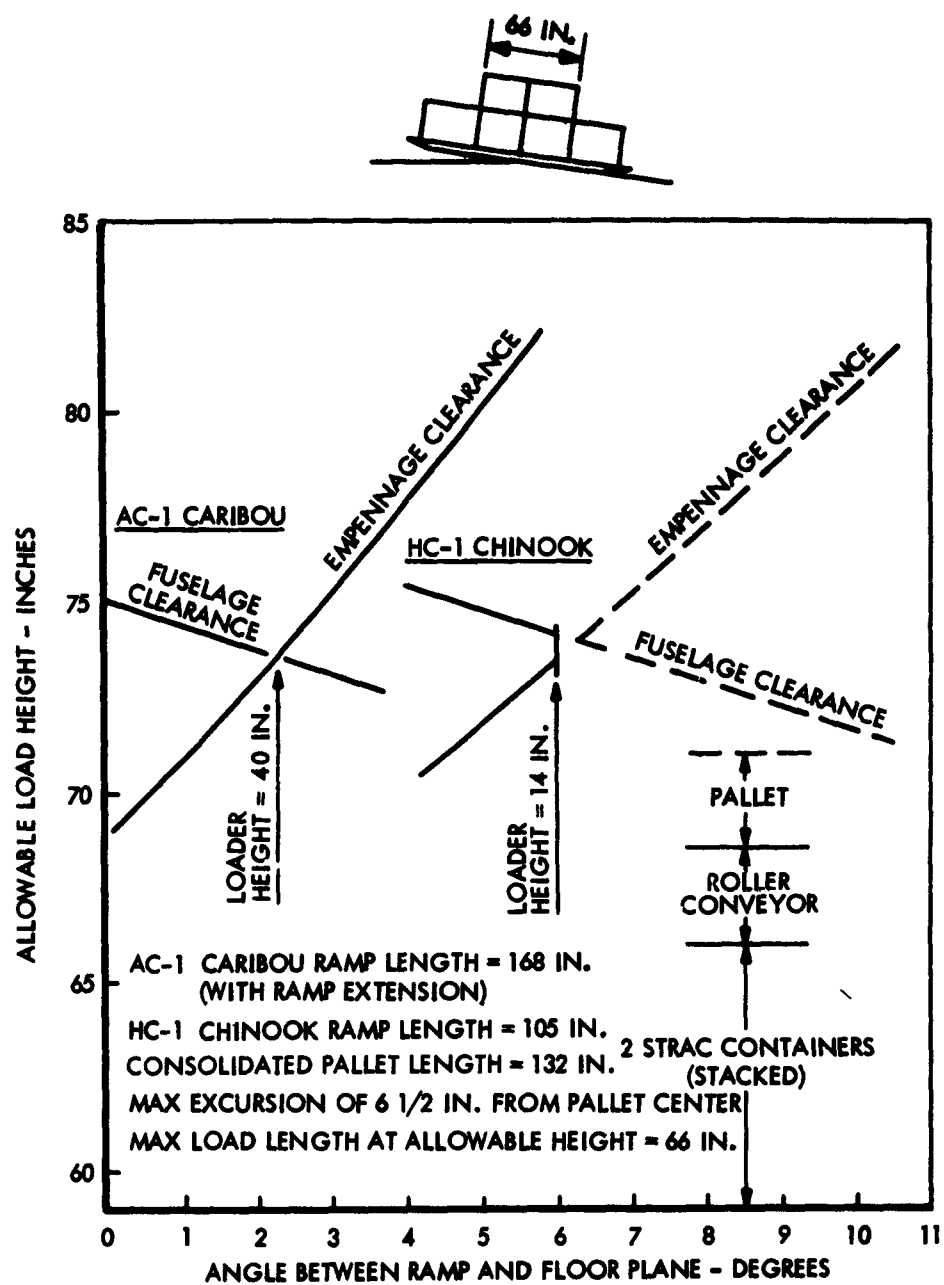 66 IN.
85
80
75
70
65
60
ALLOWABLE LOAD HEIGHT - INCHES
EMPENNAGE CLEARANCE
AC-1 CARIBOU
FUSELAGE
CLEARANCE
HC-1 CHINOOK
EMPENNAGE CLEARANCE
FUSELAGE CLEARANCE
LOADER
HEIGHT = 40 IN.
LOADER
HEIGHT = 14 IN.
PALLET
ROLLER
CONVEYOR
2 STRAC CONTAINERS
(STACKED)
AC-1 CARIBOU RAMP LENGTH = 168 IN.
(WITH RAMP EXTENSION)
HC-1 CHINOOK RAMP LENGTH = 105 IN.
CONSOLIDATED PALLET LENGTH = 132 IN.
MAX EXCURSION OF 6 1/2 IN. FROM PALLET CENTER
MAX LOAD LENGTH AT ALLOWABLE HEIGHT = 66 IN.
0 1 2 3 4 5 6 7 8 9 10 11
ANGLE BETWEEN RAMP AND FLOOR PLANE - DEGREES